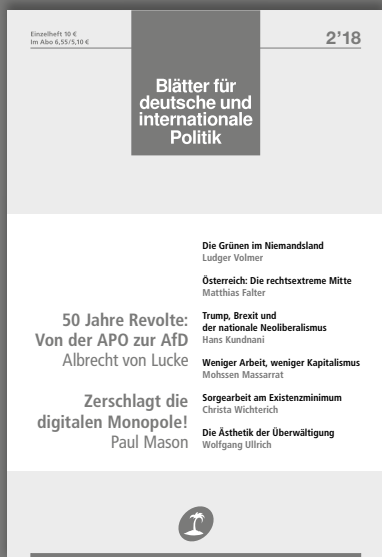 Einzelheft 10 €
Im Abo 6,55/5,10 €
2’18
Blätter für
deutsche und
internationale
Politik
50 Jahre Revolte:
Von der APO zur AfD
Albrecht von Lucke
Zerschlagt die
digitalen Monopole!
Paul Mason
Die Grünen im Niemandsland
Ludger Volmer
Österreich: Die rechtsextreme Mitte
Matthias Falter
Trump, Brexit und
der nationale Neoliberalismus
Hans Kundnani
Weniger Arbeit, weniger Kapitalismus
Mohssen Massarrat
Sorgearbeit am Existenzminimum
Christa Wichterich
Die Ästhetik der Überwältigung
Wolfgang Ullrich